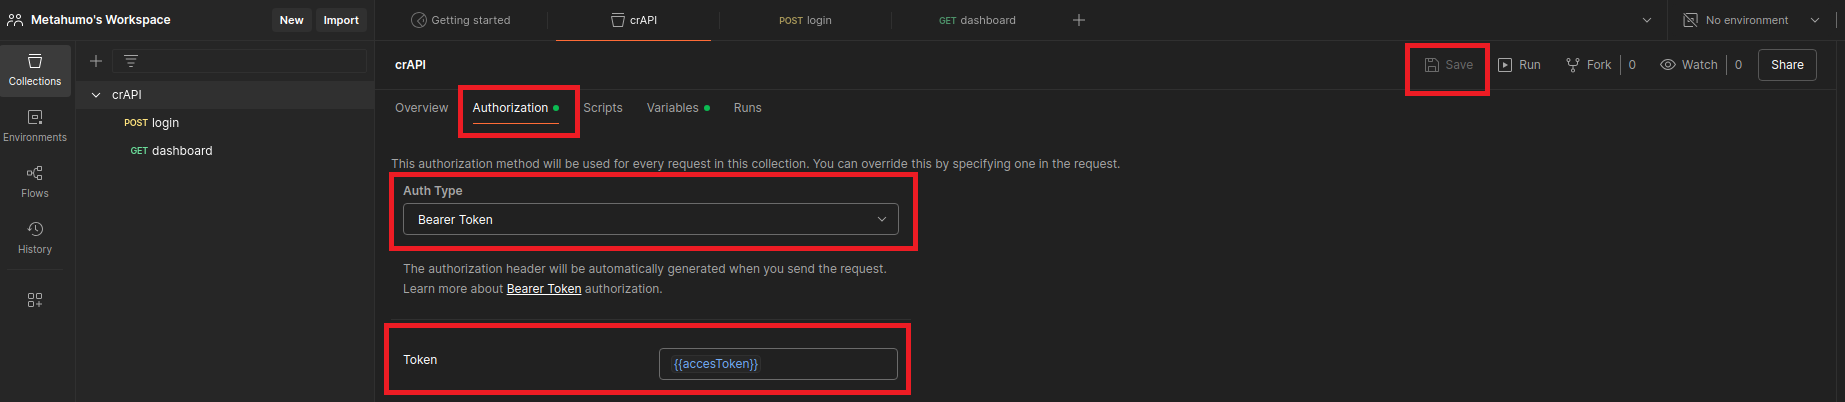 Metahumo's Workspace
New
Import
Getting started
crAPI
POST login
GET dashboard
No environment
Collections
Environments
Flows
History
crAPI
POST login
GET dashboard
crAPI
Save
Run
Fork 0
Watch 0
Share
Overview
Authorization
Scripts
Variables
Runs
This authorization method will be used for every request in this collection. You can override this by specifying one in the request.
Auth Type
Bearer Token
The authorization header will be automatically generated when you send the request.
Learn more about Bearer Token authorization.
Token
{{accesToken}}